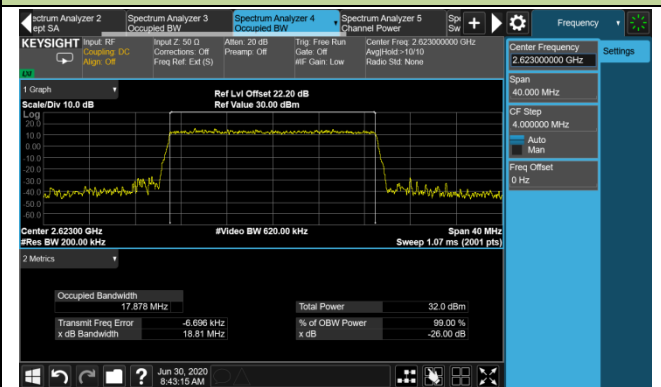 Spectrum Analyzer 2
Swept SA
Spectrum Analyzer 3
Occupied BW
Spectrum Analyzer 4
Occupied BW
Spectrum Analyzer 5
Channel Power
Frequency
KEYSIGHT
Input: RF
Coupling: DC
Align: Off
Input Z: 50 Ω
Corrections: Off
Freq Ref: Ext (S)
Atten: 20 dB
Preamp: Off
Trig: Free Run
Gate: Off
#IF Gain: Low
Center Freq: 2.623000000 GHz
Avg|Hold:>10/10
Radio Std: None
Center Frequency
2.623000000 GHz
Settings
Span
40.000 MHz
CF Step
4.000000 MHz
Auto
Man
Freq Offset
0 Hz
1 Graph
Scale/Div 10.0 dB
Ref Lvl Offset 22.20 dB
Ref Value 30.00 dBm
Log
20.0
10.0
0.00
-10.0
-20.0
-30.0
-40.0
-50.0
-60.0
Center 2.62300 GHz
#Video BW 620.00 kHz
Span 40 MHz
#Res BW 200.00 kHz
Sweep 1.07 ms (2001 pts)
2 Metrics
Occupied Bandwidth
17.878 MHz
Total Power 32.0 dBm
Transmit Freq Error -6.696 kHz
% of OBW Power 99.00 %
x dB Bandwidth 18.81 MHz
x dB -26.00 dB
Jun 30, 2020
8:43:15 AM